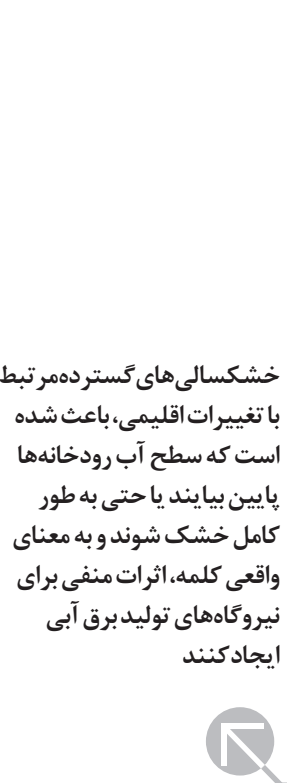 خشکسالی‌های گسترده‌مرتبط
با تغییرات اقلیمی، باعث شده
است که سطح آب رودخانه‌ها
پایین بیایند یا حتی به طور
کامل خشک شوند و به معنای
واقعی کلمه، اثرات منفی برای
نیروگاه‌های تولید برق آبی
ایجاد کنند